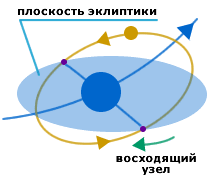 плоскость эклиптики
восходящий
узел